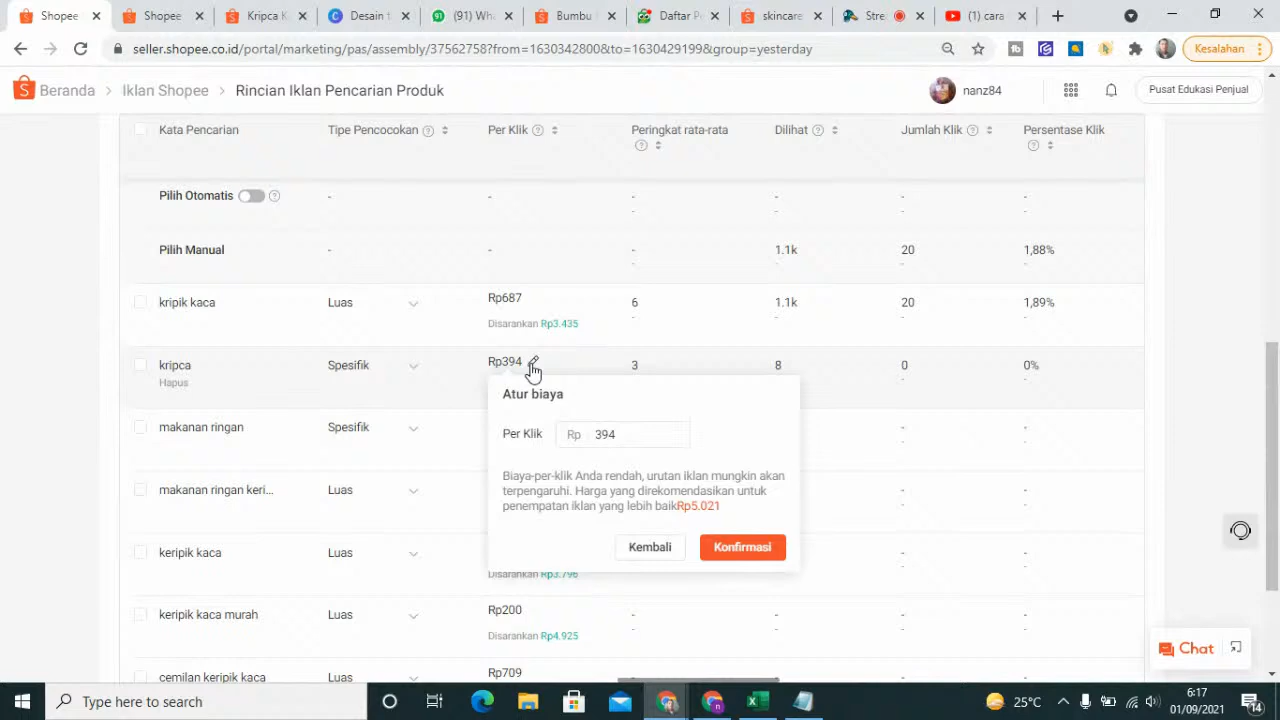 Shopee
Shopee
Kripca K
Desain t
(91) Wh
Bumbu
Daftar P
skincare
Stre
(1) cara
seller.shopee.co.id/portal/marketing/pas/assembly/37562758?from=1630342800&to=1630429199&group=yesterday
Kesalahan
Beranda > Iklan Shopee > Rincian Iklan Pencarian Produk
nanz84
Pusat Edukasi Penjual
Kata Pencarian Tipe Pencocokan Per Klik Peringkat rata-rata Dilihat Jumlah Klik Persentase Klik
Pilih Otomatis - - - - - -
- - -
Pilih Manual - - - 1.1k 20 1,88%
- - -
kripik kaca Luas Rp687 6 1.1k 20 1,89%
Disarankan Rp3.435 - - - -
kripca Spesifik Rp394 3 8 0 0%
Hapus - -
Atur biaya
Per Klik Rp 394
Biaya-per-klik Anda rendah, urutan iklan mungkin akan
terpengaruhi. Harga yang direkomendasikan untuk
penempatan iklan yang lebih baikRp5.021
Kembali Konfirmasi
makanan ringan Spesifik - -
- -
makanan ringan keri... Luas - -
- -
keripik kaca Luas - -
Disarankan Rp3.796 - -
keripik kaca murah Luas Rp200 - - - -
Disarankan Rp4.925 - - - -
cemilan keripik kaca Rp709
Chat
Type here to search
25°C
6:17
01/09/2021
14